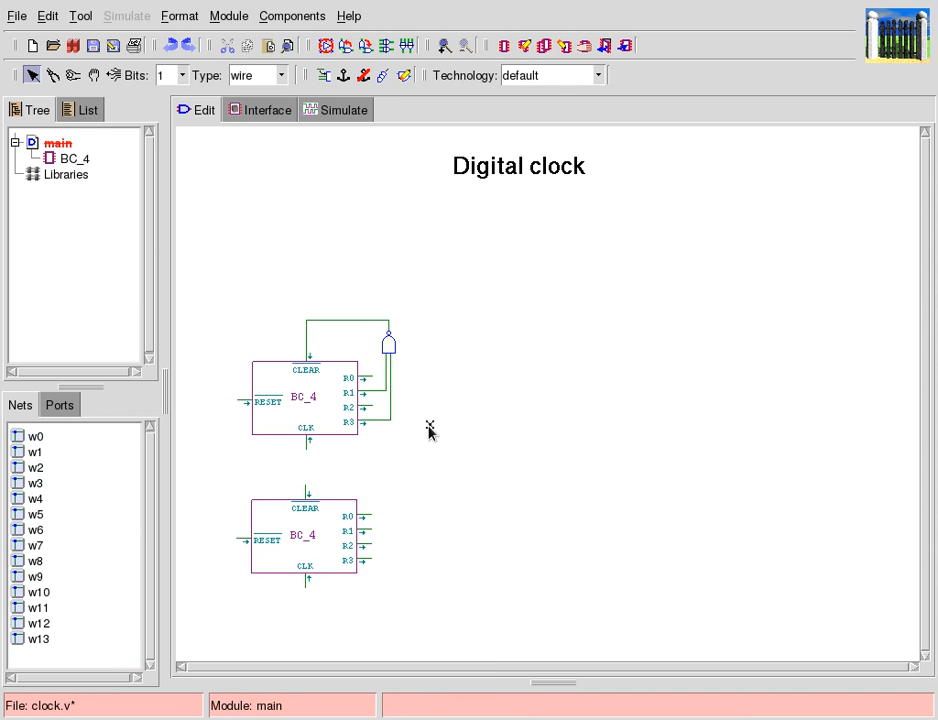 File Edit Tool Simulate Format Module Components Help
Bits: 1 Type: wire Technology: default
Tree List Edit Interface Simulate
main
BC_4
Libraries
Digital clock
CLEAR
R0
R1
R2
R3
RESET
BC_4
CLK
CLEAR
R0
R1
R2
R3
RESET
BC_4
CLK
Nets Ports
w0
w1
w2
w3
w4
w5
w6
w7
w8
w9
w10
w11
w12
w13
File: clock.v* Module: main